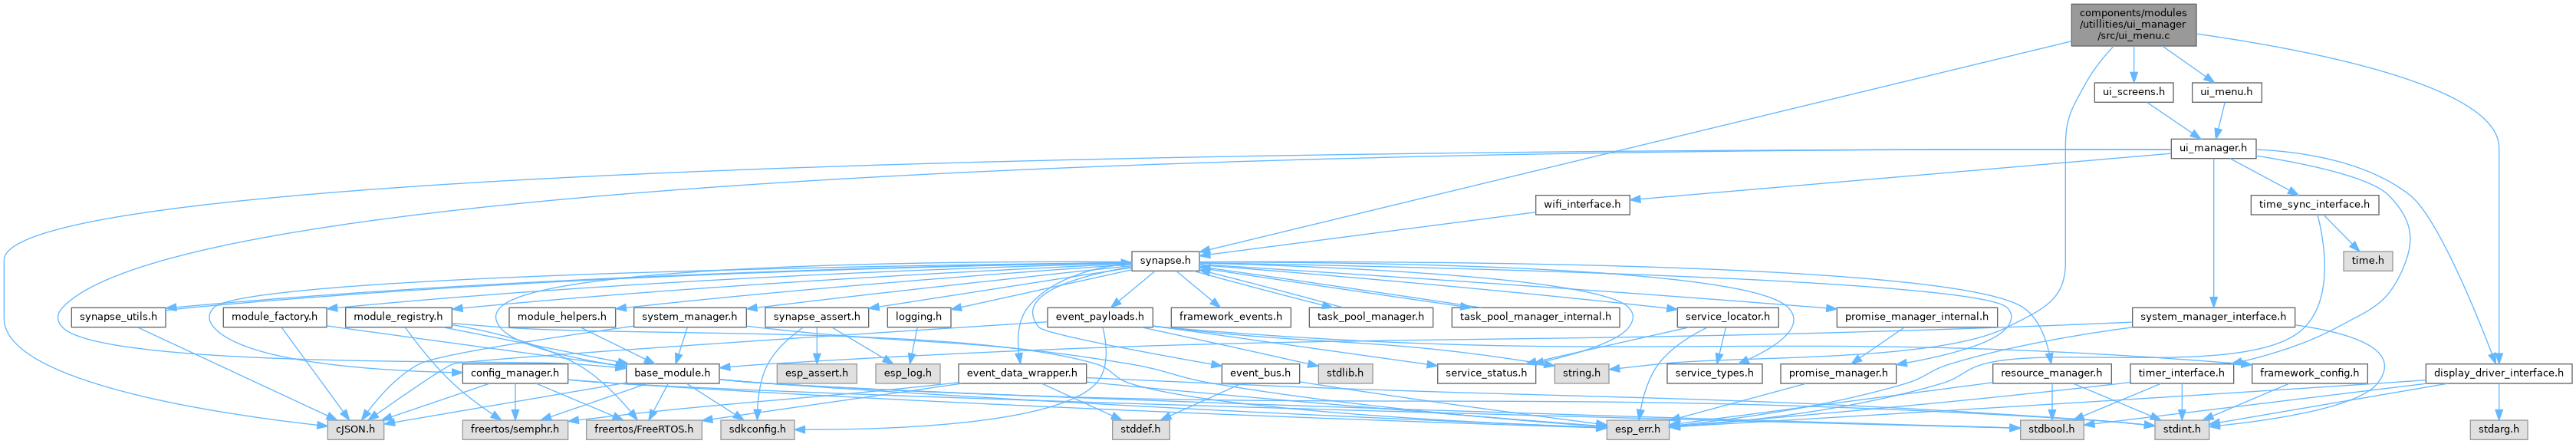 components/modules
/utillities/ui_manager
/src/ui_menu.c
ui_screens.h
ui_menu.h
ui_manager.h
wifi_interface.h
time_sync_interface.h
synapse.h
time.h
synapse_utils.h
module_factory.h
module_registry.h
module_helpers.h
system_manager.h
synapse_assert.h
logging.h
event_payloads.h
framework_events.h
task_pool_manager.h
task_pool_manager_internal.h
service_locator.h
promise_manager_internal.h
system_manager_interface.h
config_manager.h
base_module.h
esp_assert.h
esp_log.h
event_data_wrapper.h
event_bus.h
stdlib.h
service_status.h
string.h
service_types.h
promise_manager.h
resource_manager.h
timer_interface.h
framework_config.h
display_driver_interface.h
cJSON.h
freertos/semphr.h
freertos/FreeRTOS.h
sdkconfig.h
stddef.h
esp_err.h
stdbool.h
stdint.h
stdarg.h